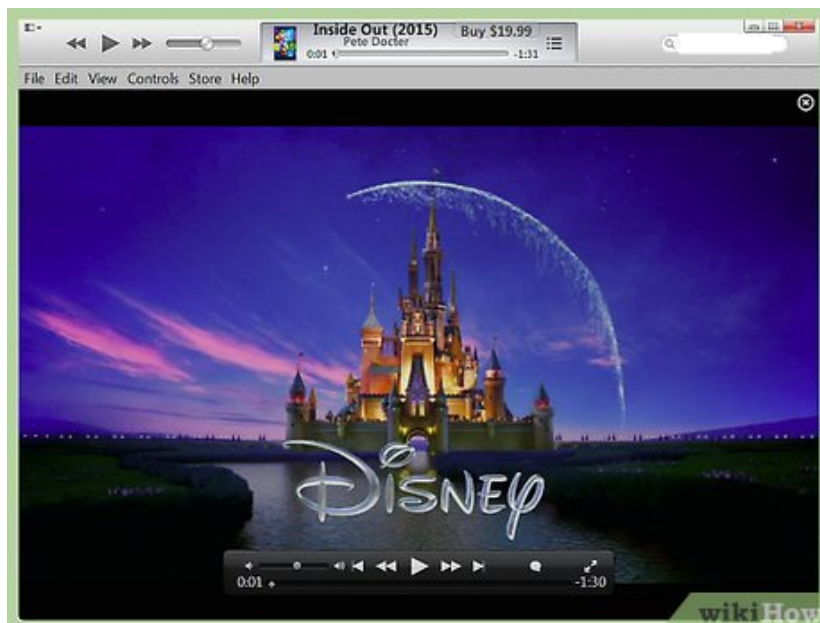 Inside Out (2015)
Buy $19.99
Pete Docter
0:01
-1:31
File Edit View Controls Store Help
DISNEY
0:01
-1:30
wikiHow